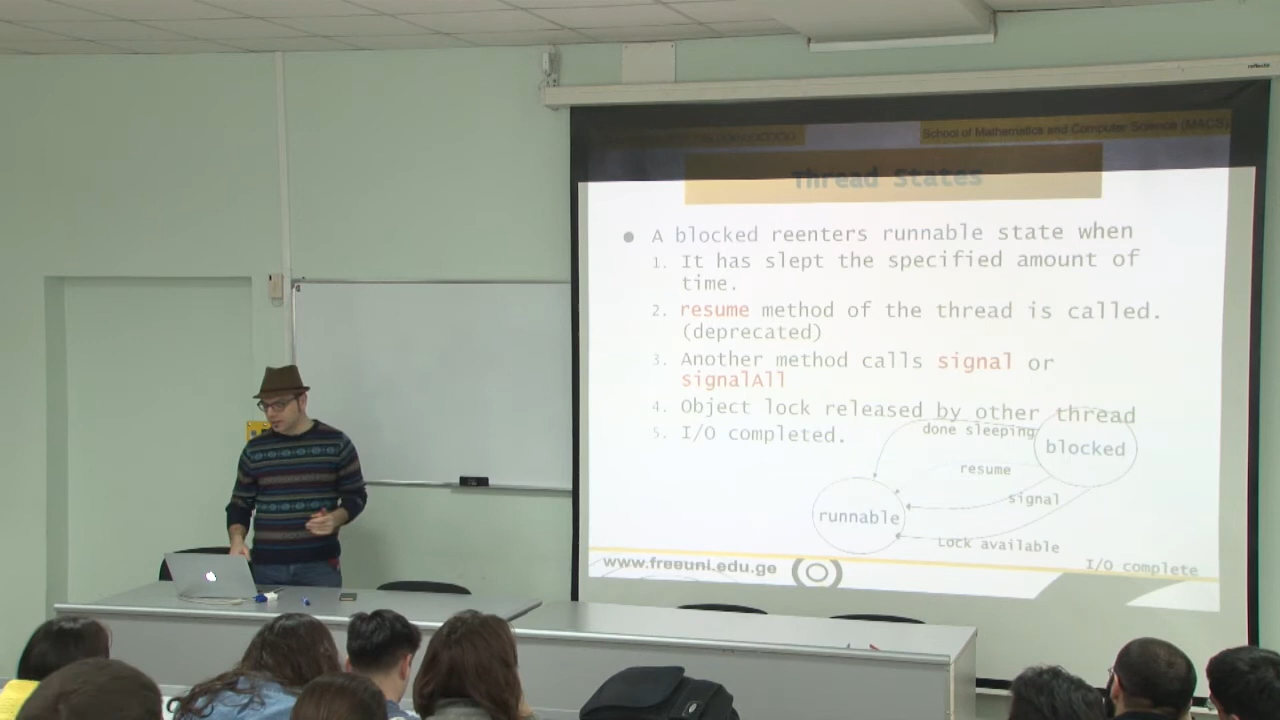 School of Mathematics and Computer Science (MACS)
Thread States
● A blocked reenters runnable state when
1. It has slept the specified amount of
time.
2. resume method of the thread is called.
(deprecated)
3. Another method calls signal or
signalAll
4. Object lock released by other thread
5. I/O completed.
done sleeping
blocked
resume
signal
runnable
Lock available
I/O complete
www.freeuni.edu.ge
reflecta